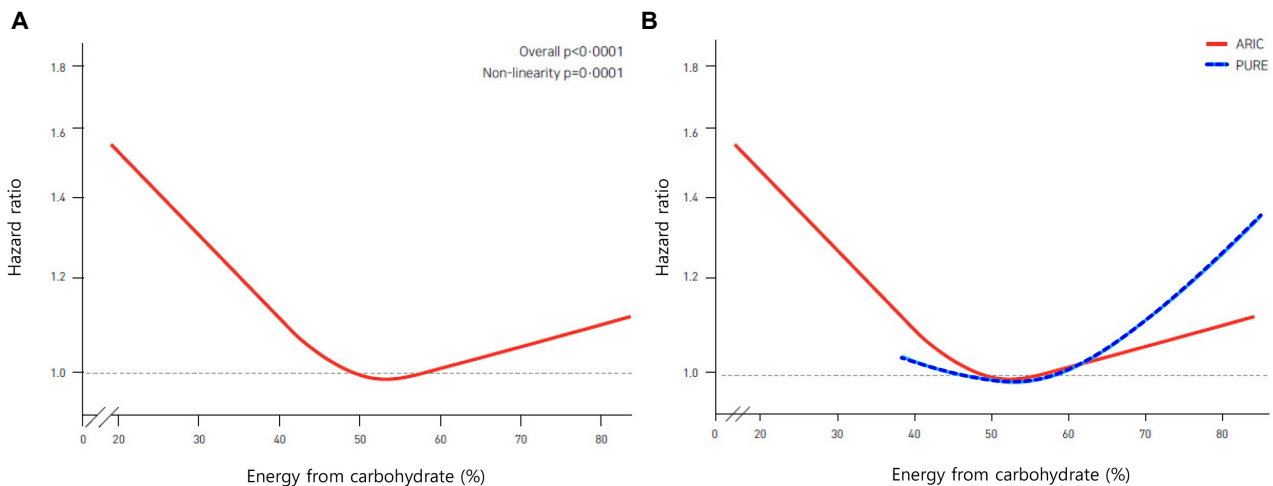 A
Overall p<0·0001
Non-linearity p=0·0001
Hazard ratio
1.8
1.6
1.4
1.2
1.0
0 20 30 40 50 60 70 80
Energy from carbohydrate (%)
B
ARIC
PURE
Hazard ratio
1.8
1.6
1.4
1.2
1.0
0 20 30 40 50 60 70 80
Energy from carbohydrate (%)